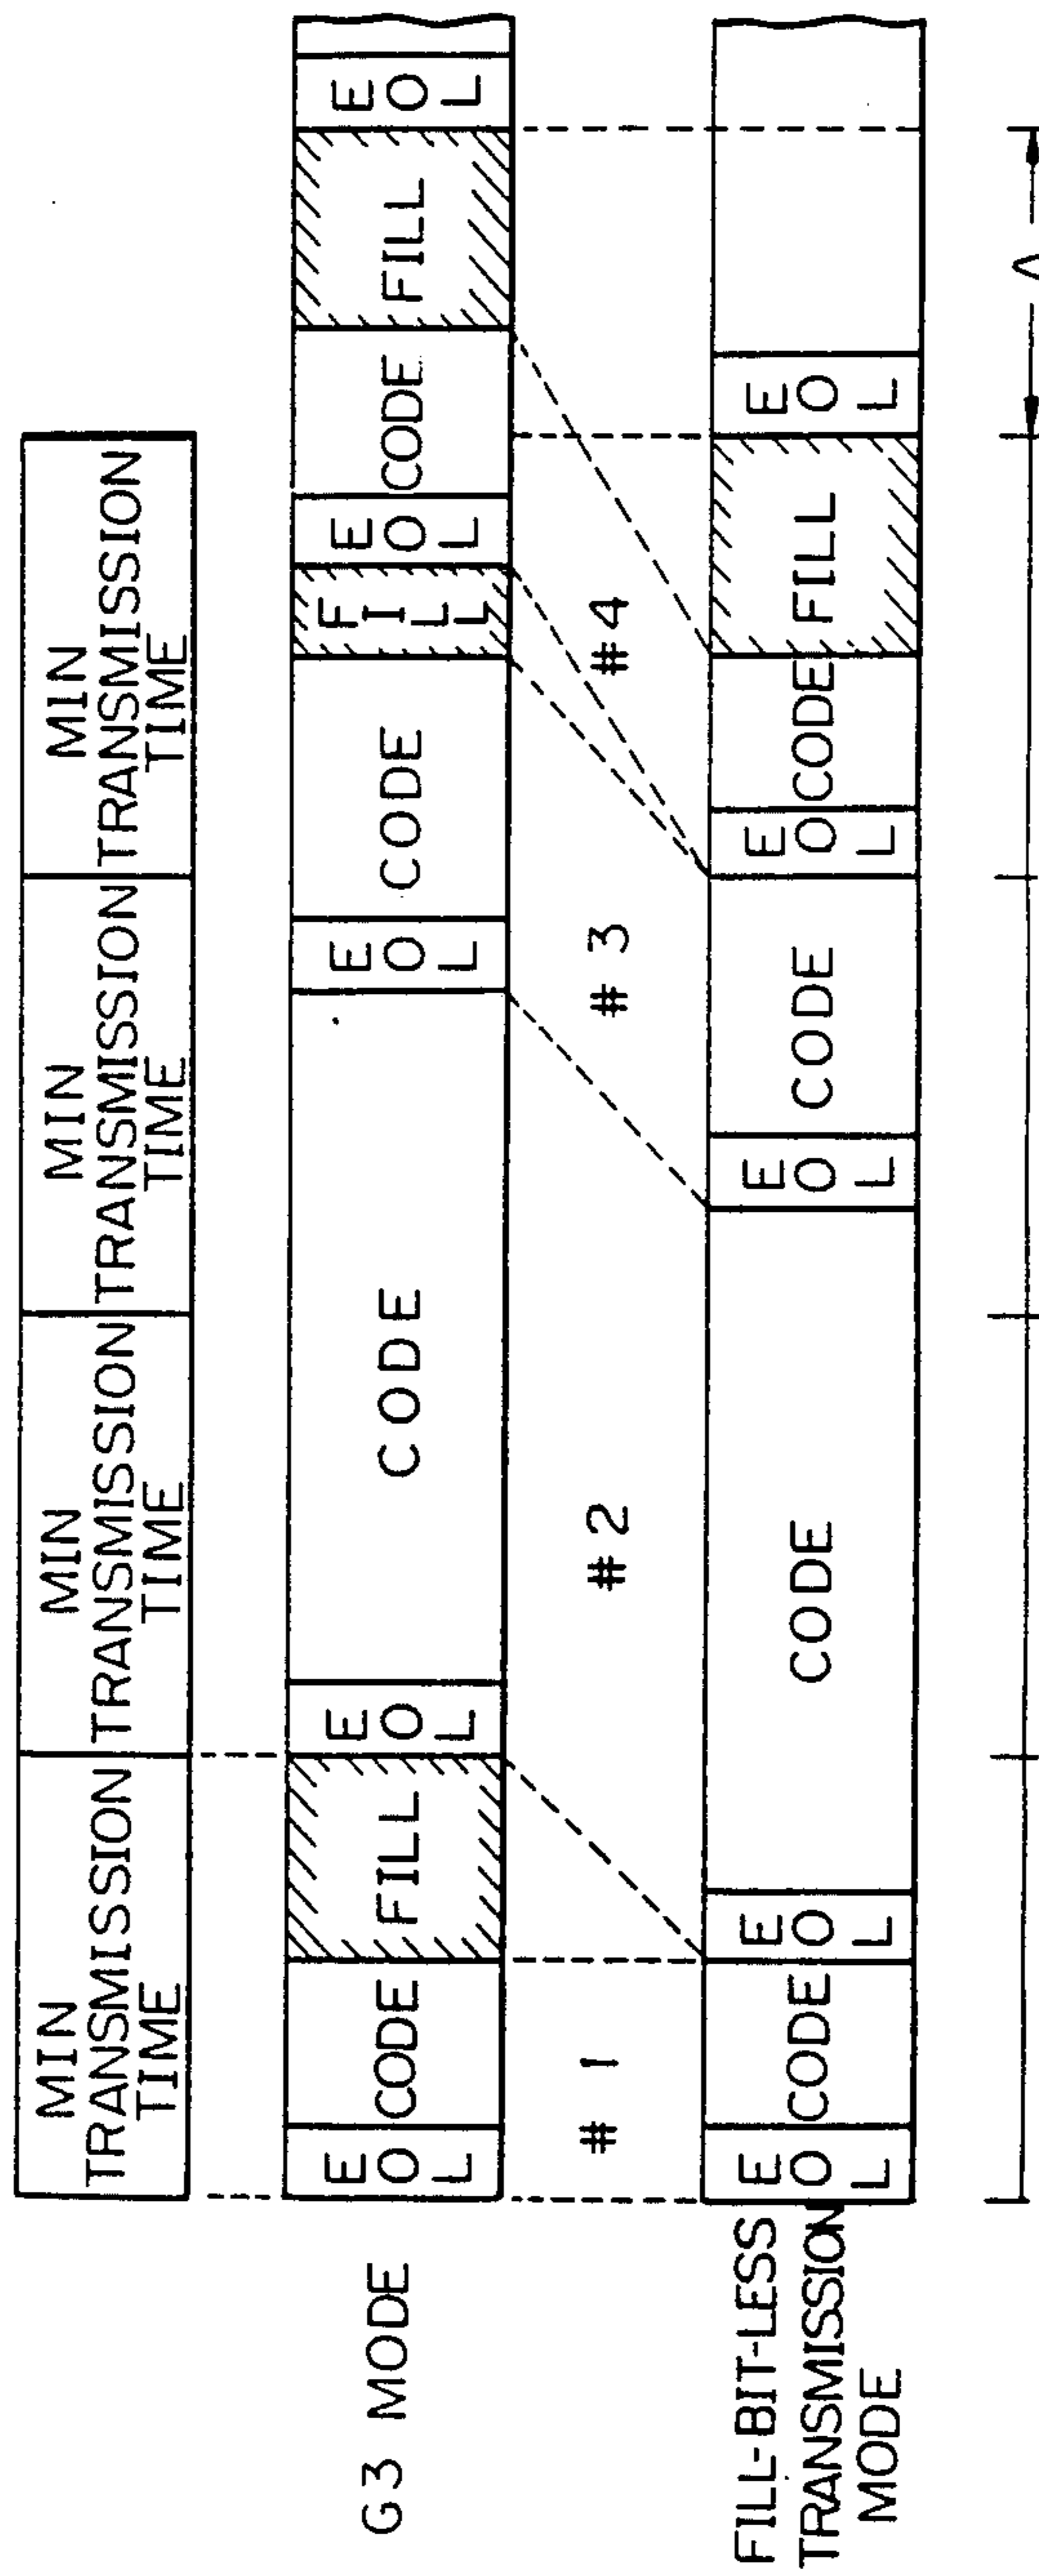 MIN
TRANSMISSION
TIME
MIN
TRANSMISSION
TIME
MIN
TRANSMISSION
TIME
MIN
TRANSMISSION
TIME
G3 MODE
EOL
CODE
FILL
EOL
CODE
EOL
CODE
FILL
EOL
CODE
FILL
EOL
#1
#2
#3
#4
FILL-BIT-LESS
TRANSMISSION
MODE
EOL
CODE
EOL
CODE
EOL
CODE
EOL
CODE
FILL
EOL